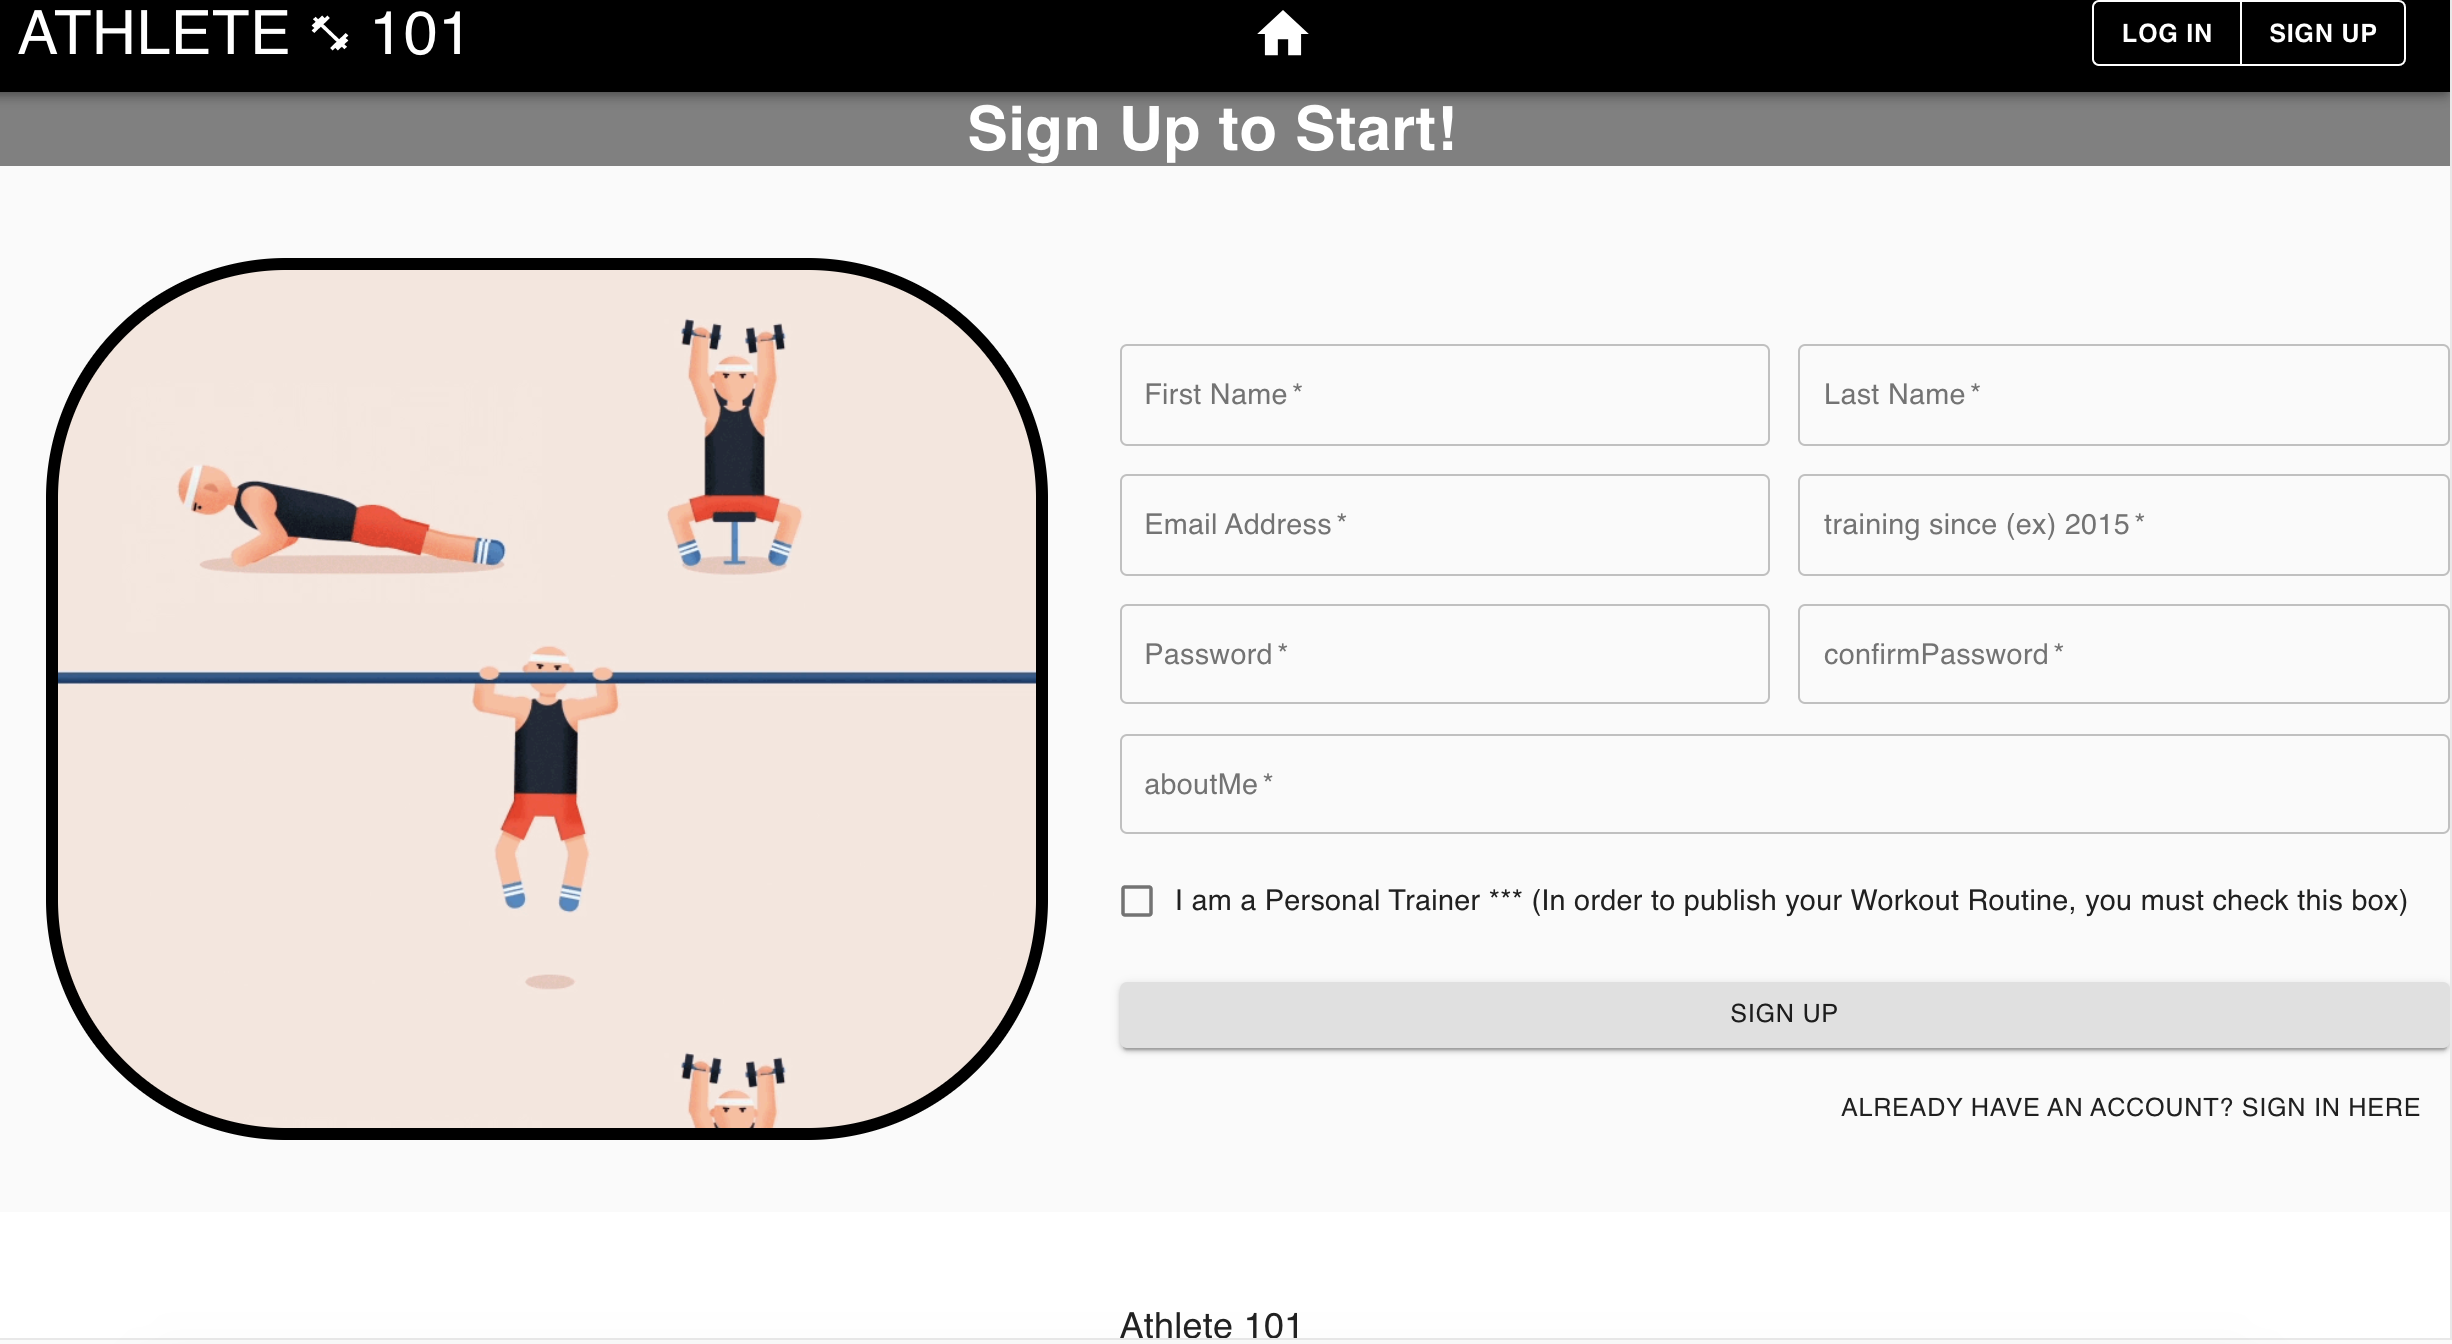 ATHLETE 101
LOG IN
SIGN UP
Sign Up to Start!
First Name *
Last Name *
Email Address *
training since (ex) 2015 *
Password *
confirmPassword *
aboutMe *
I am a Personal Trainer *** (In order to publish your Workout Routine, you must check this box)
SIGN UP
ALREADY HAVE AN ACCOUNT? SIGN IN HERE
Athlete 101